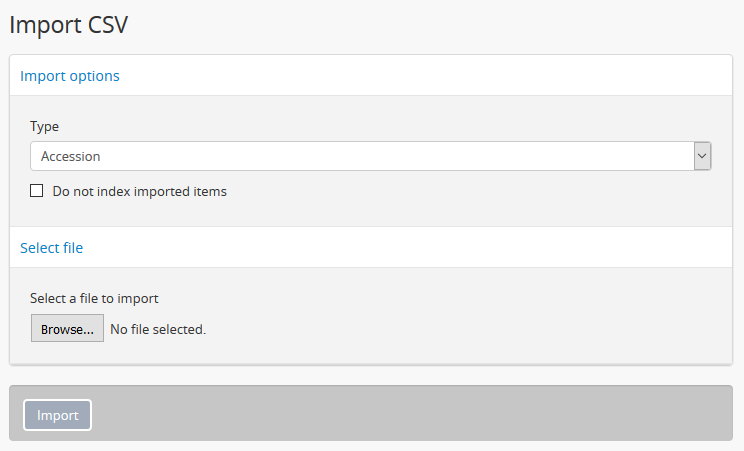 Import CSV
Import options
Type
Accession
Do not index imported items
Select file
Select a file to import
Browse... No file selected.
Import